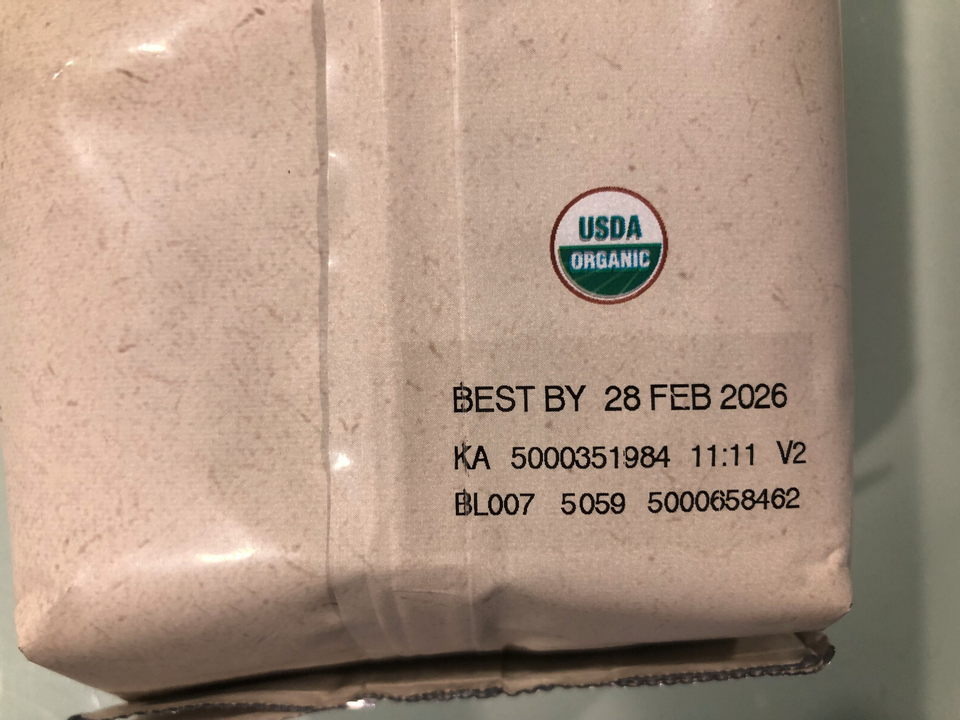 USDA
ORGANIC
BEST BY 28 FEB 2026
KA 5000351984 11:11 V2
BL007 5059 5000658462